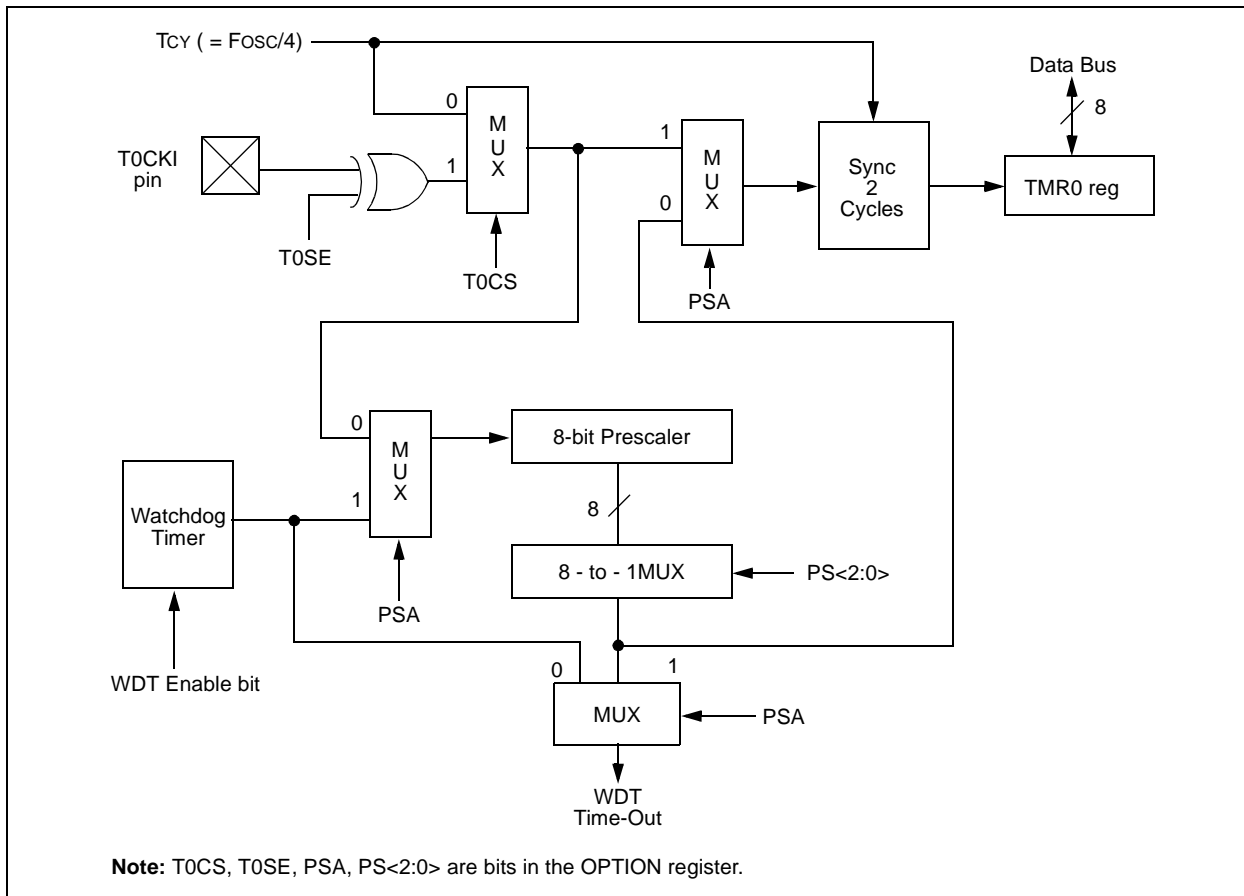 TCY ( = FOSC/4)
Data Bus
8
0
M
U
X
1
T0CKI
pin
T0SE
T0CS
1
M
U
X
0
PSA
Sync
2
Cycles
TMR0 reg
0
M
U
X
1
8-bit Prescaler
Watchdog
Timer
8
8 - to - 1MUX
PS<2:0>
PSA
WDT Enable bit
0
1
MUX
PSA
WDT
Time-Out
Note: T0CS, T0SE, PSA, PS<2:0> are bits in the OPTION register.